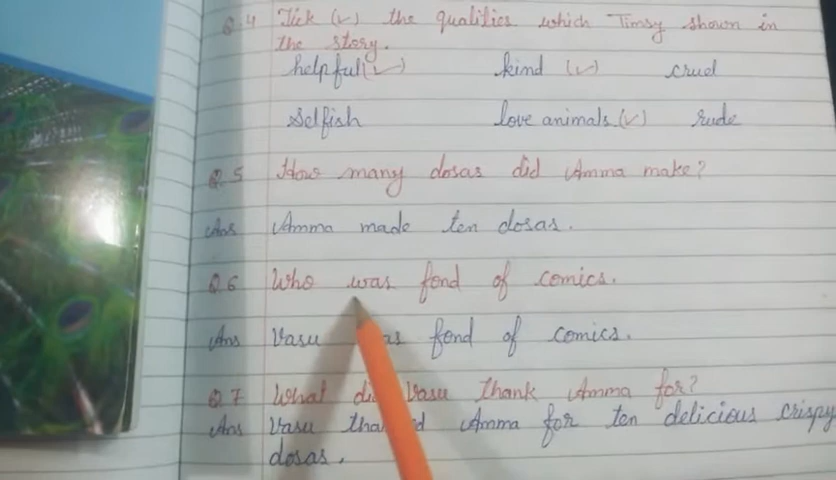 Q.4 Tick (✓) the qualities which Timsy shown in
the story.
helpful(✓) kind (✓) cruel
Selfish love animals (✓) rude
Q.5 How many dosas did Amma make?
Ans Amma made ten dosas.
Q.6 Who was fond of comics.
Ans Vasu fond of comics.
Q.7 What did Vasu thank Amma for?
Ans Vasu Amma for ten delicious crispy
dosas.